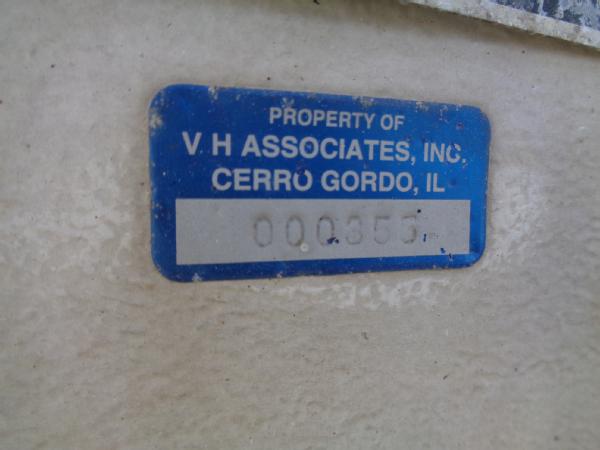 PROPERTY OF
V H ASSOCIATES, INC.
CERRO GORDO, IL
000355